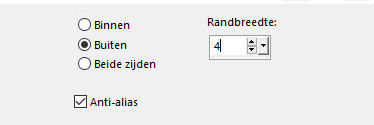 Binnen
Buiten
Beide zijden
Randbreedte:
4
Anti-alias